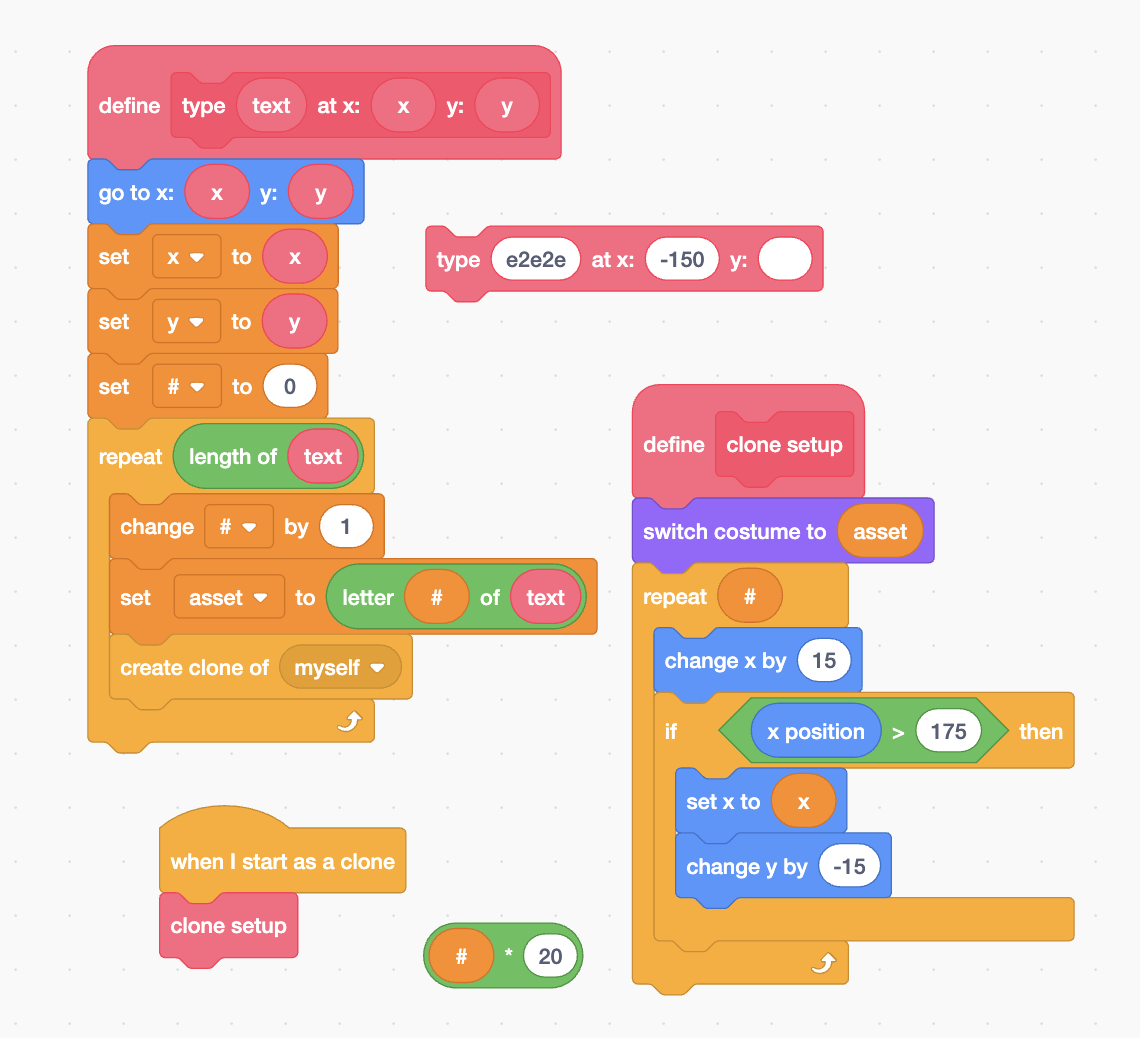 define type text at x: x y: y
go to x: x y: y
set x to x
set y to y
set # to 0
repeat length of text
change # by 1
set asset to letter # of text
create clone of myself
type e2e2e at x: -150 y:
define clone setup
switch costume to asset
repeat #
change x by 15
if x position > 175 then
set x to x
change y by -15
when I start as a clone
clone setup
# * 20